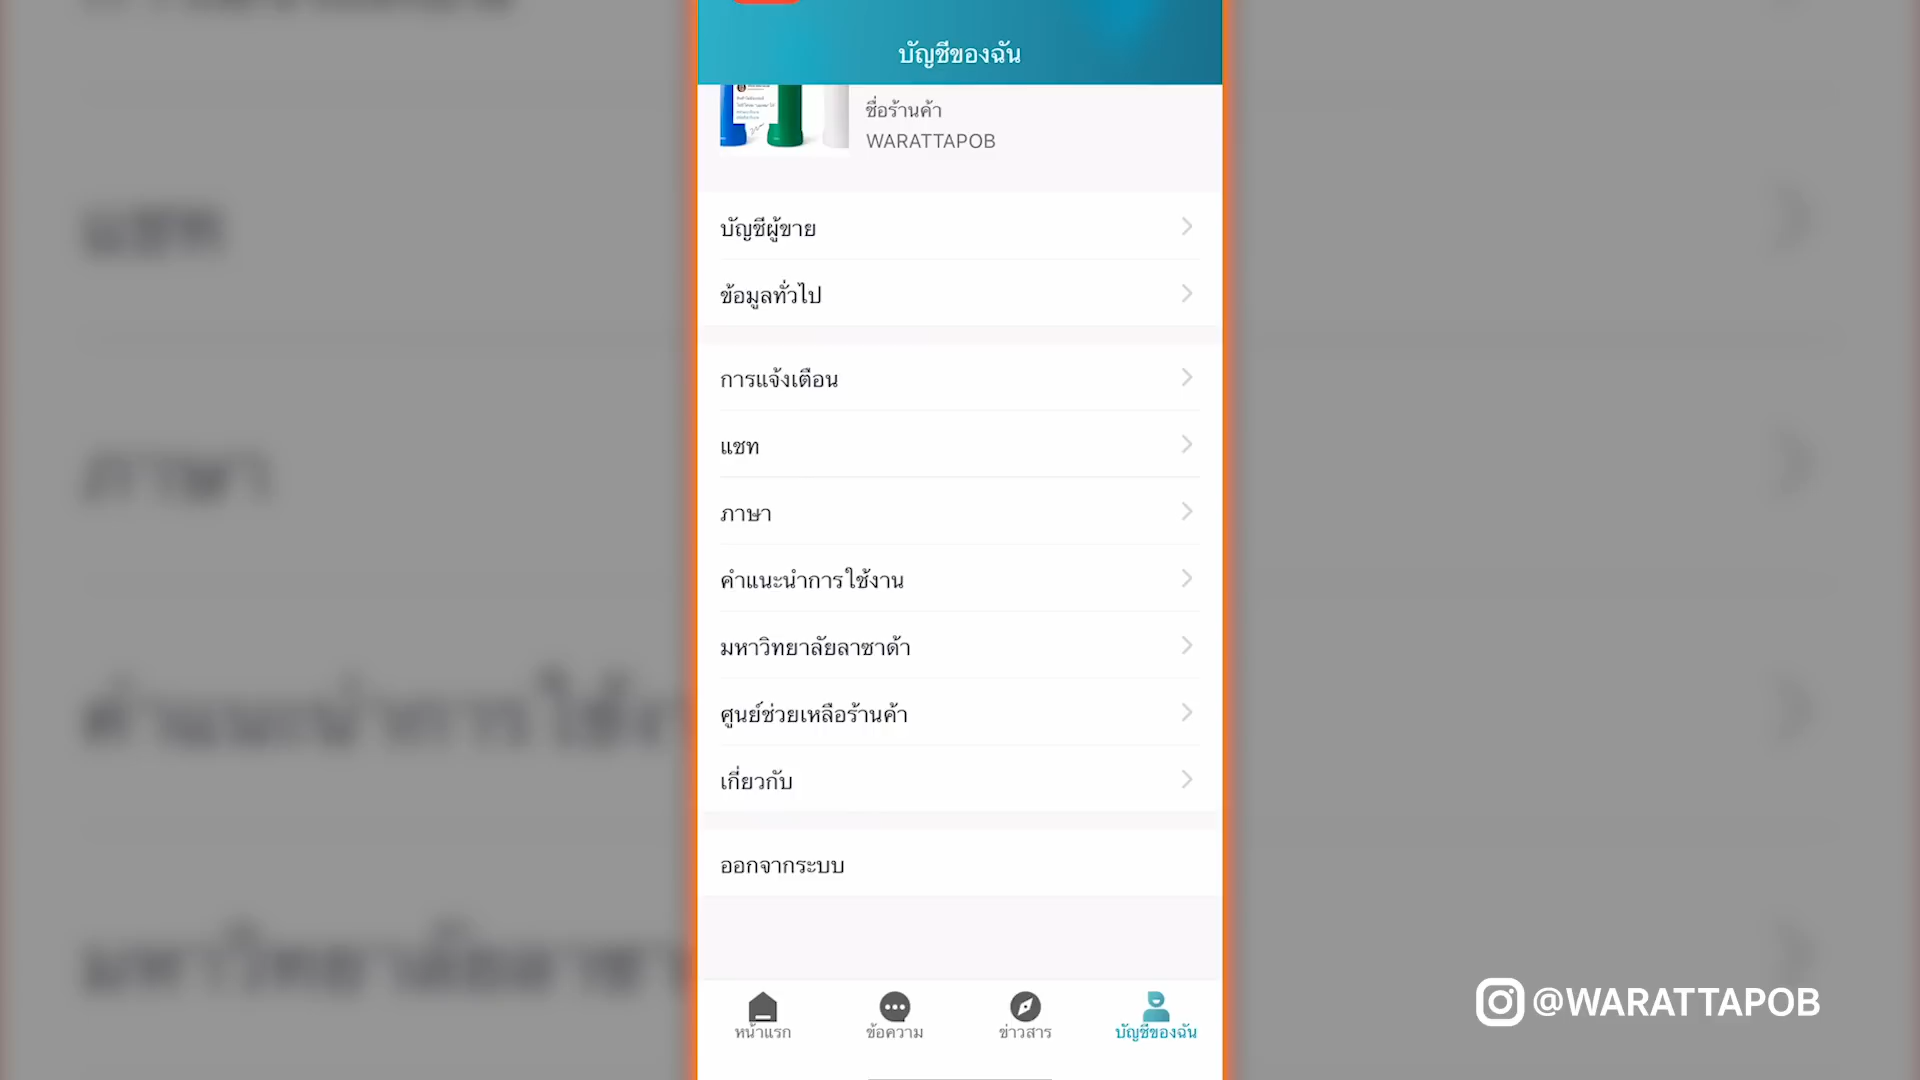 บัญชีของฉัน
ชื่อร้านค้า
WARATTAPOB
บัญชีผู้ขาย
ข้อมูลทั่วไป
การแจ้งเตือน
แชท
ภาษา
คำแนะนำการใช้งาน
มหาวิทยาลัยลาซาด้า
ศูนย์ช่วยเหลือร้านค้า
เกี่ยวกับ
ออกจากระบบ
หน้าแรก
ข้อความ
ข่าวสาร
บัญชีของฉัน
@WARATTAPOB